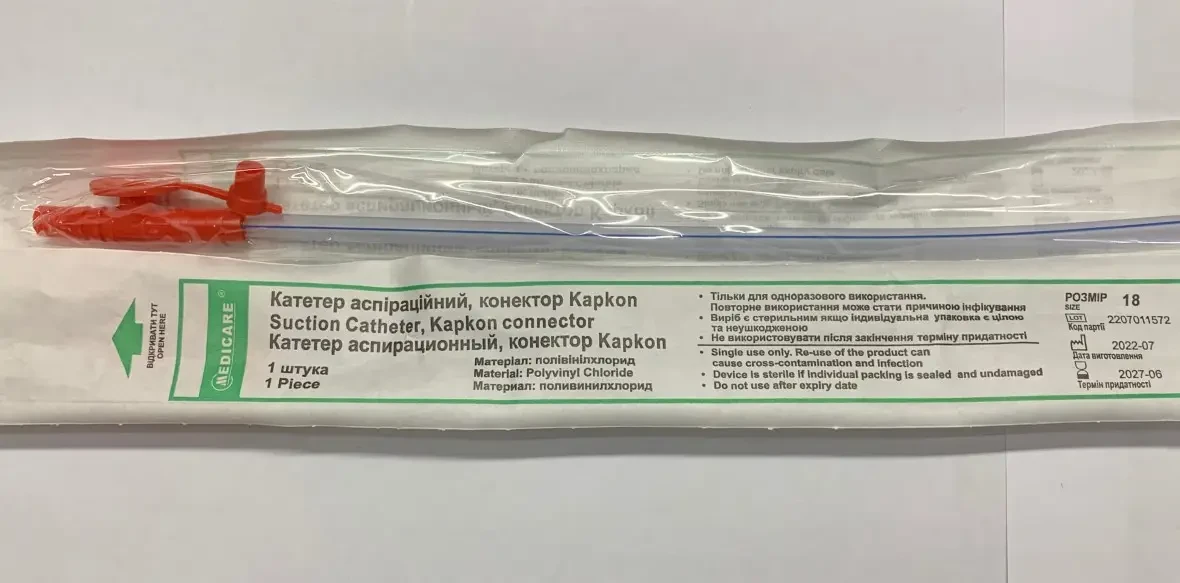 ВІДКРИВАТИ ТУТ
OPEN HERE
MEDICARE®
Катетер аспіраційний, конектор Kapkon
Suction Catheter, Kapkon connector
Катетер аспирационный, конектор Kapkon
1 штука
1 Piece
Матеріал: полівінілхлорид
Material: Polyvinyl Chloride
Материал: поливинилхлорид
• Тільки для одноразового використання.
Повторне використання може стати причиною інфікування
• Виріб є стерильним якщо індивідуальна упаковка є цілою
та неушкодженою
• Не використовувати після закінчення терміну придатності
• Single use only. Re-use of the product can
cause cross-contamination and infection
• Device is sterile if individual packing is sealed and undamaged
• Do not use after expiry date
РОЗМІР 18
SIZE
LOT 2207011572
Код партії
2022-07
Дата виготовлення
2027-06
Термін придатності